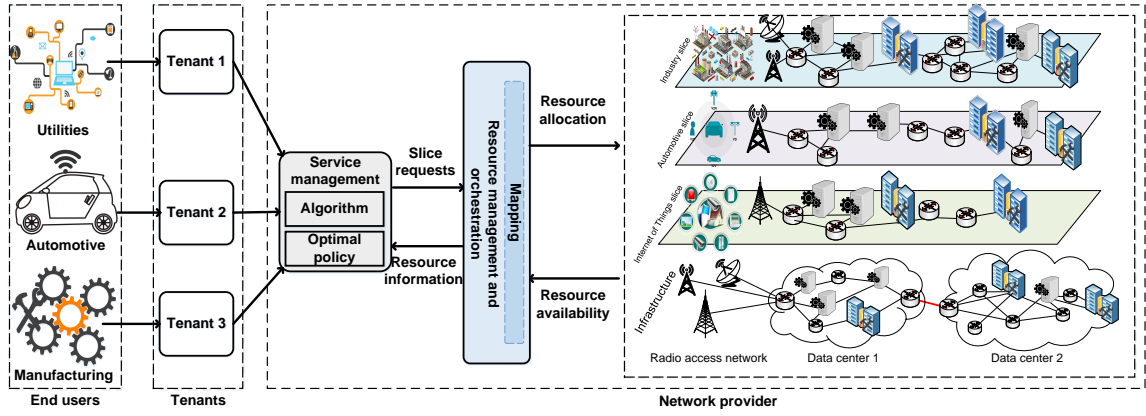 Utilities
Automotive
Manufacturing
End users
Tenant 1
Tenant 2
Tenant 3
Tenants
Service
management
Algorithm
Optimal
policy
Slice
requests
Resource
information
Resource management and
orchestration
Mapping
Resource
allocation
Resource
availability
Industry slice
Automotive slice
Internet of Things slice
Infrastructure
Radio access network
Data center 1
Data center 2
Network provider